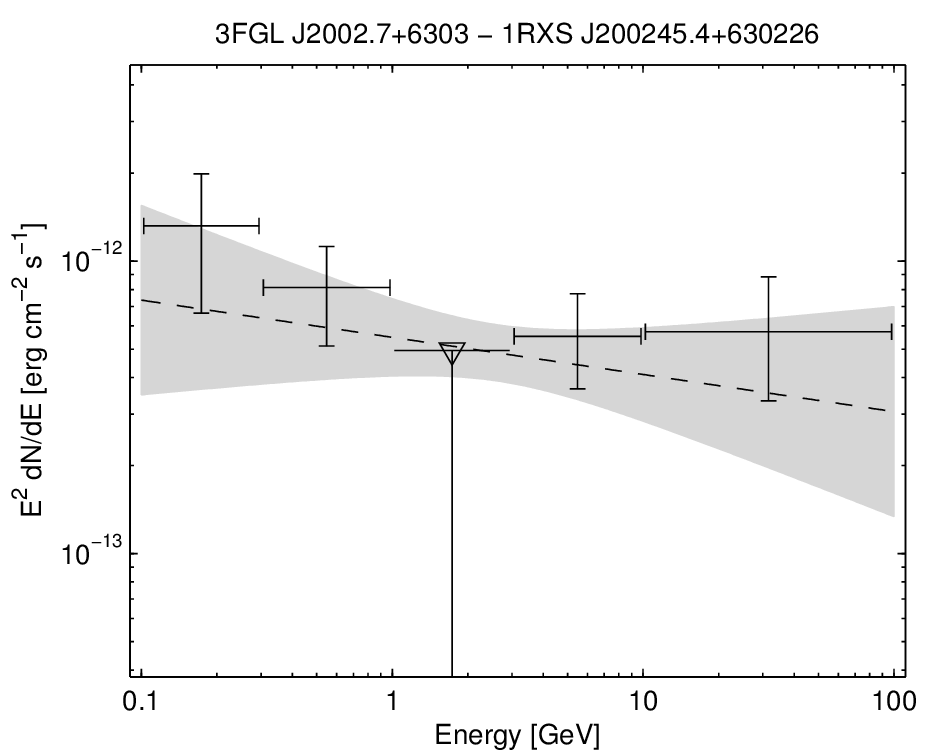 3FGL J2002.7+6303 − 1RXS J200245.4+630226
E² dN/dE [erg cm⁻² s⁻¹]
10⁻¹²
10⁻¹³
0.1 1 10 100
Energy [GeV]